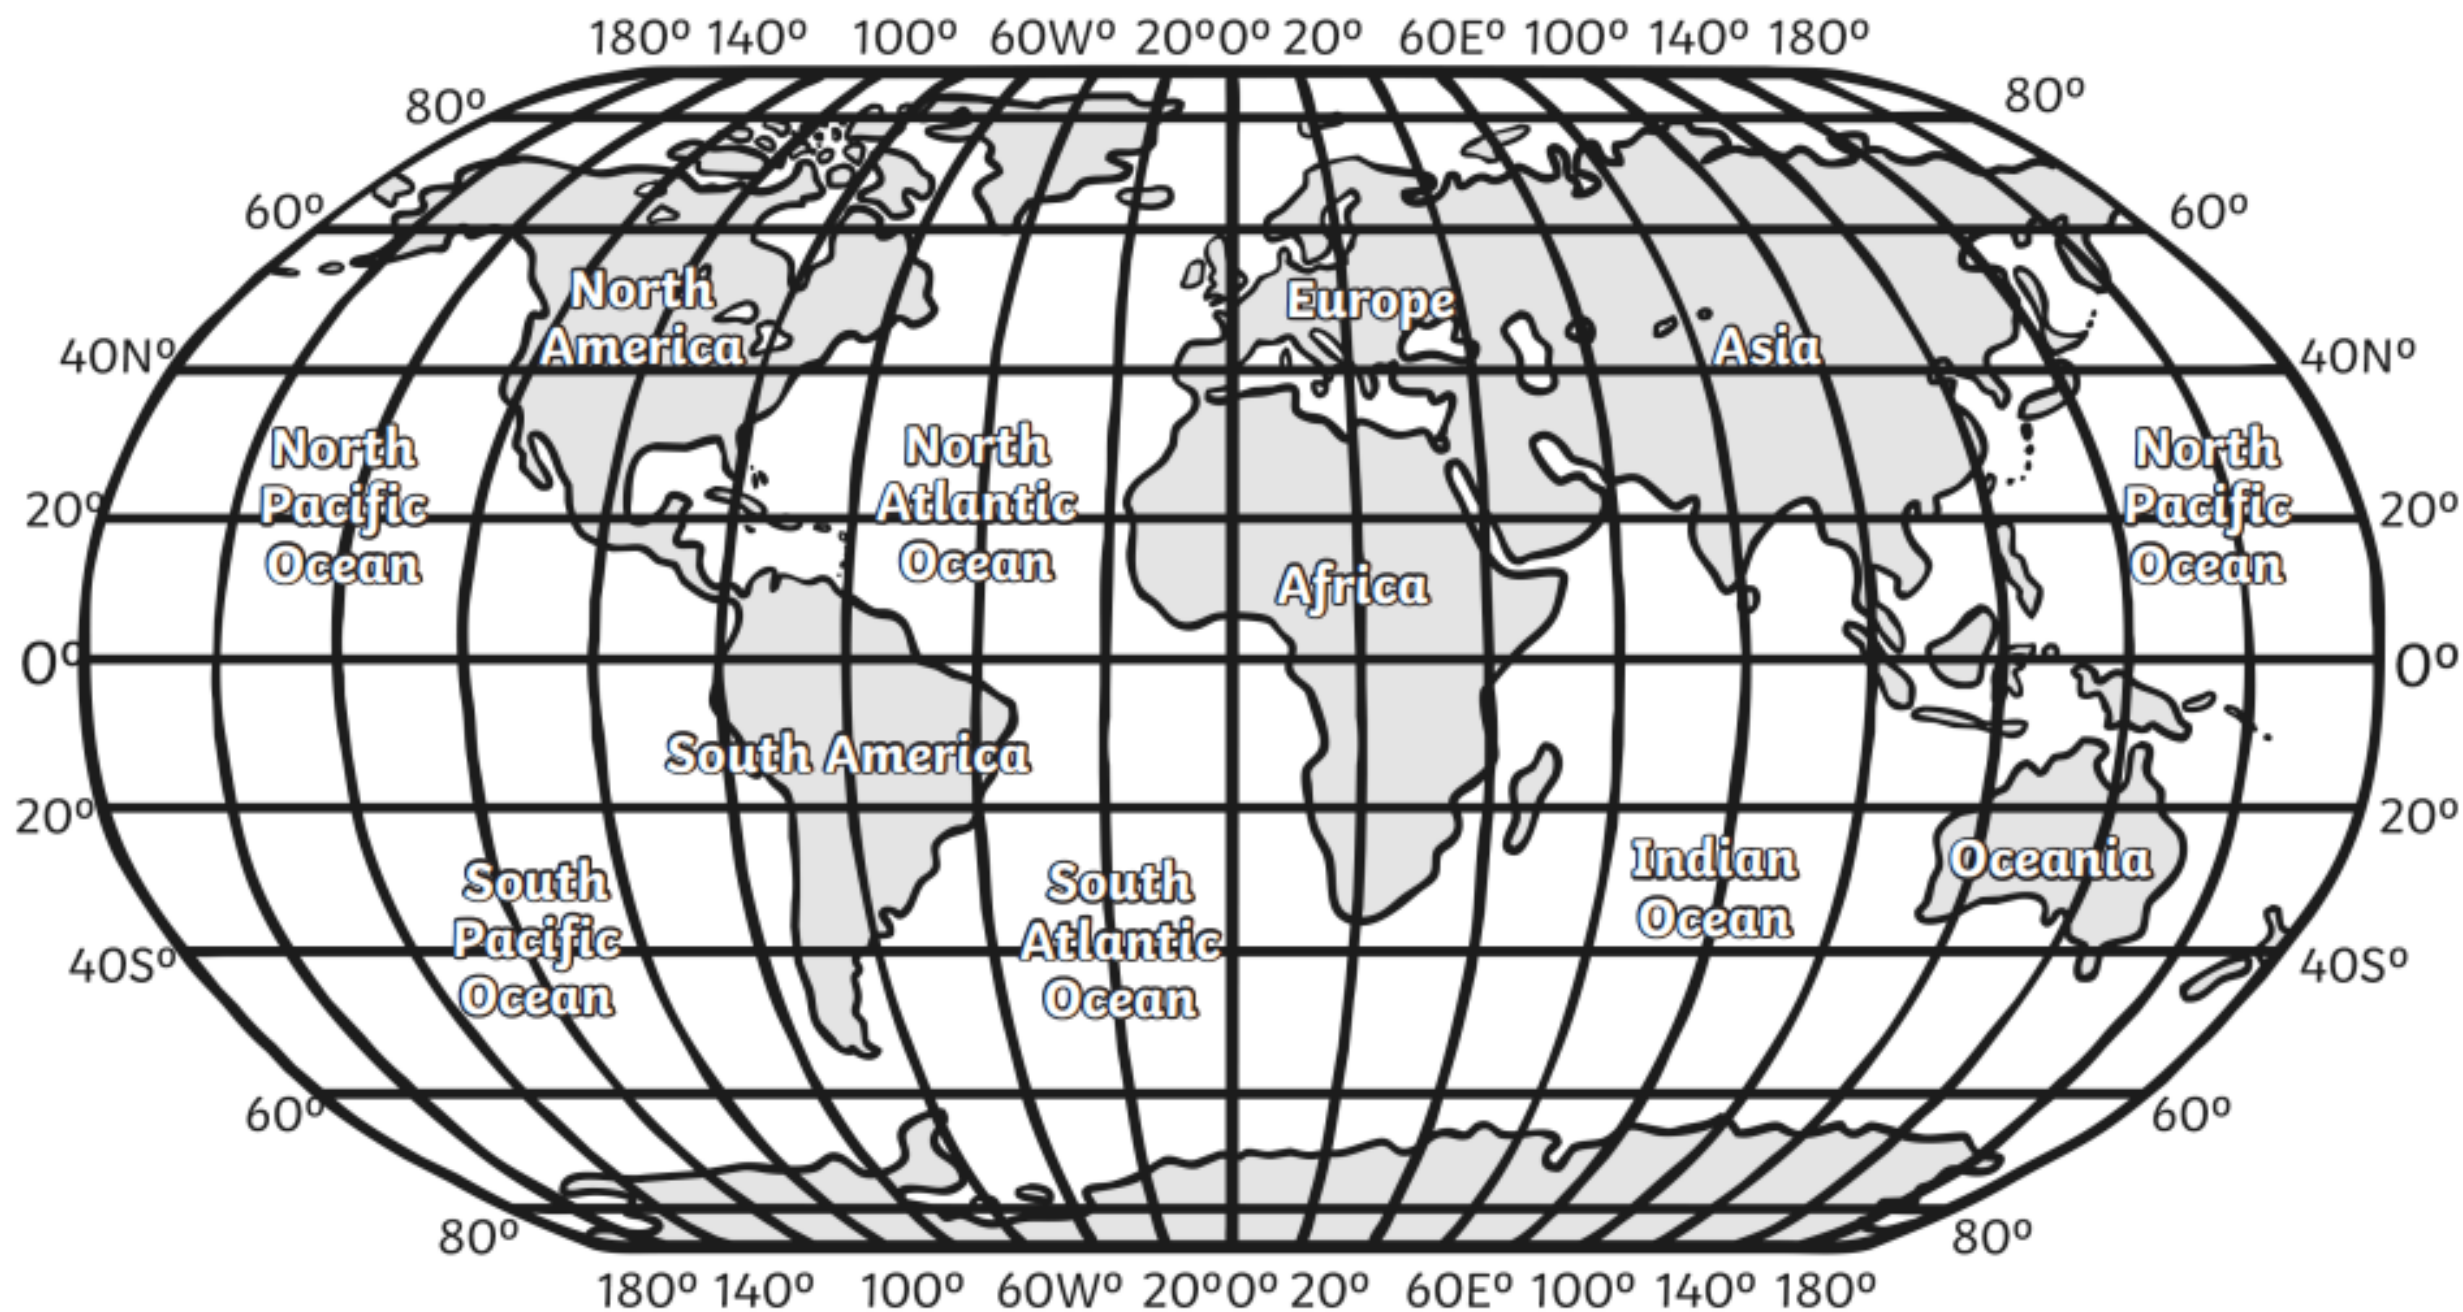 180º 140º 100º 60Wº 20º0º 20º 60Eº 100º 140º 180º
80º 80º
60º 60º
North
America
Europe
Asia
40Nº 40Nº
North
Pacific
Ocean
North
Atlantic
Ocean
North
Pacific
Ocean
20º 20º
Africa
0º 0º
South America
20º 20º
South
Pacific
Ocean
South
Atlantic
Ocean
Indian
Ocean
Oceania
40Sº 40Sº
60º 60º
80º 80º
180º 140º 100º 60Wº 20º0º 20º 60Eº 100º 140º 180º